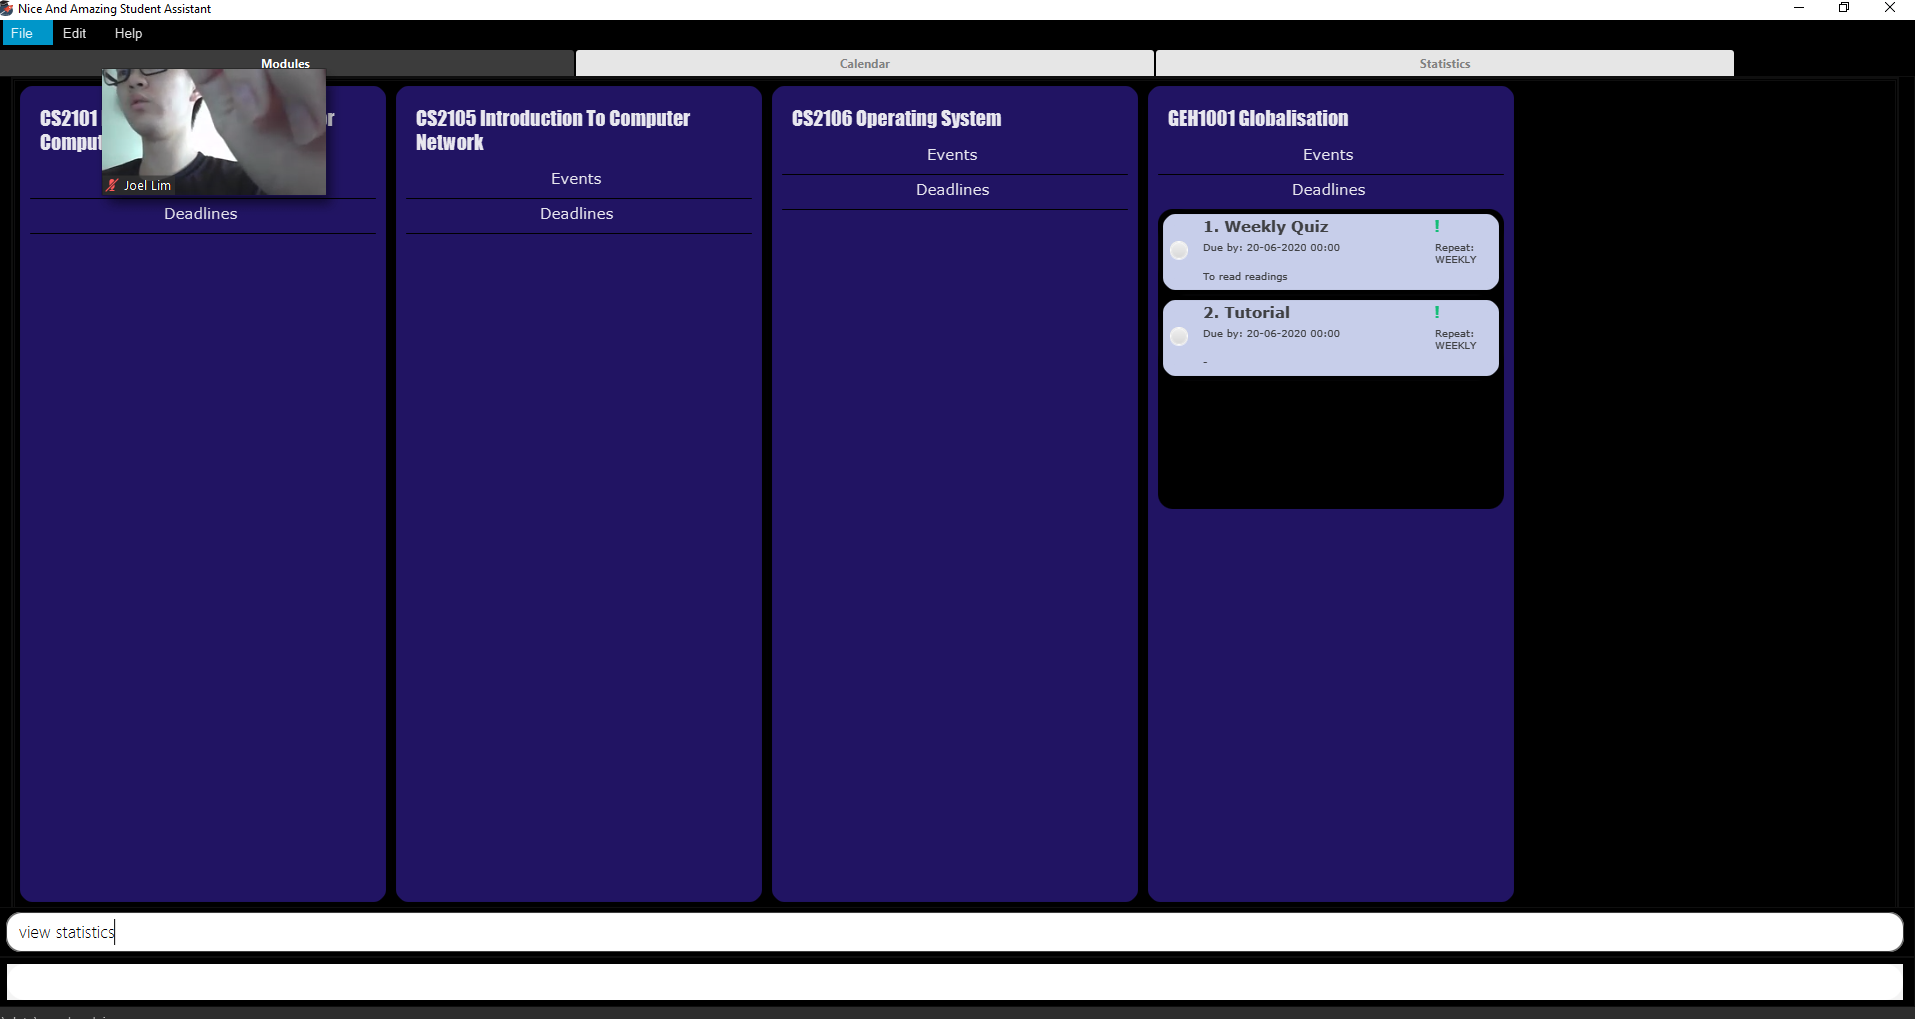 Nice And Amazing Student Assistant
File Edit Help
Modules Calendar Statistics
CS2101
Deadlines
Joel Lim
CS2105 Introduction To Computer
Network
Events
Deadlines
CS2106 Operating System
Events
Deadlines
GEH1001 Globalisation
Events
Deadlines
1. Weekly Quiz !
Due by: 20-06-2020 00:00
Repeat:
WEEKLY
To read readings
2. Tutorial !
Due by: 20-06-2020 00:00
Repeat:
WEEKLY
-
view statistics